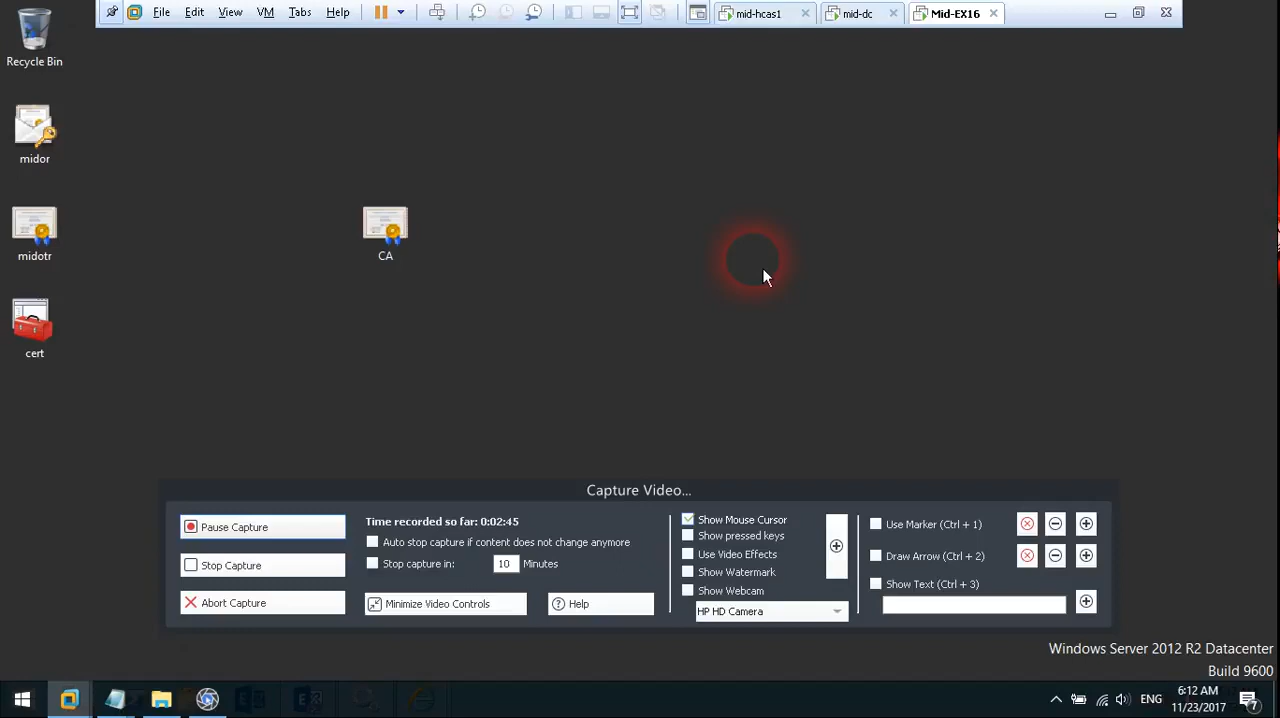 File Edit View VM Tabs Help mid-hcas1 mid-dc Mid-EX16
Recycle Bin
midor
midotr
CA
cert
Capture Video...
Pause Capture
Stop Capture
Abort Capture
Time recorded so far: 0:02:45
Auto stop capture if content does not change anymore
Stop capture in: 10 Minutes
Minimize Video Controls
Help
Show Mouse Cursor
Show pressed keys
Use Video Effects
Show Watermark
Show Webcam
HP HD Camera
Use Marker (Ctrl + 1)
Draw Arrow (Ctrl + 2)
Show Text (Ctrl + 3)
Windows Server 2012 R2 Datacenter
Build 9600
ENG
6:12 AM
11/23/2017
7